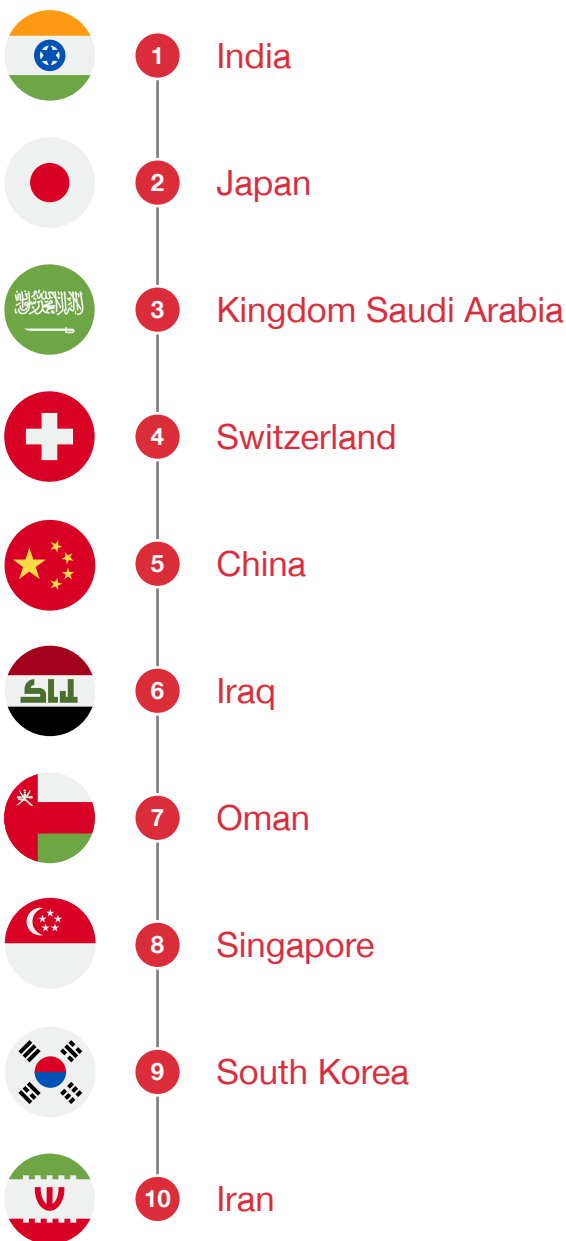 1 India
2 Japan
3 Kingdom Saudi Arabia
4 Switzerland
5 China
6 Iraq
7 Oman
8 Singapore
9 South Korea
10 Iran